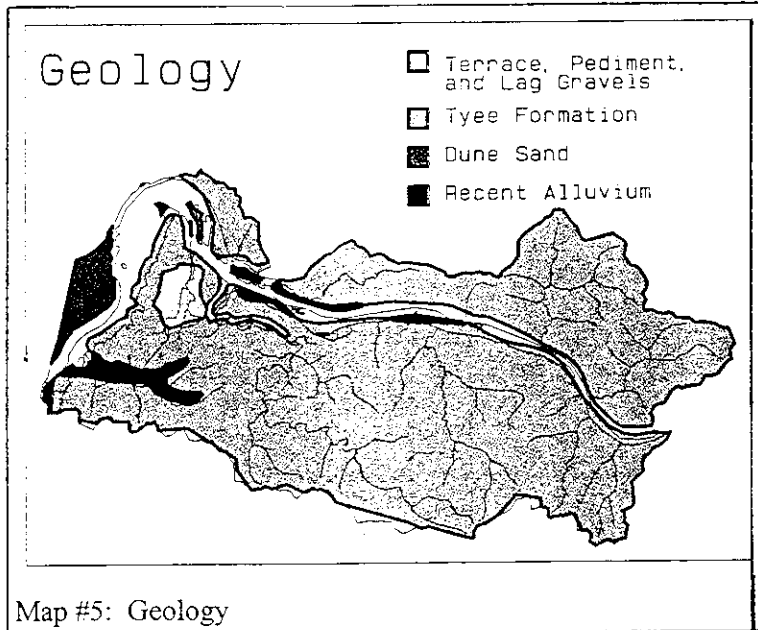 Geology
Terrace, Pediment,
and Lag Gravels
Tyee Formation
Dune Sand
Recent Alluvium
Map #5: Geology